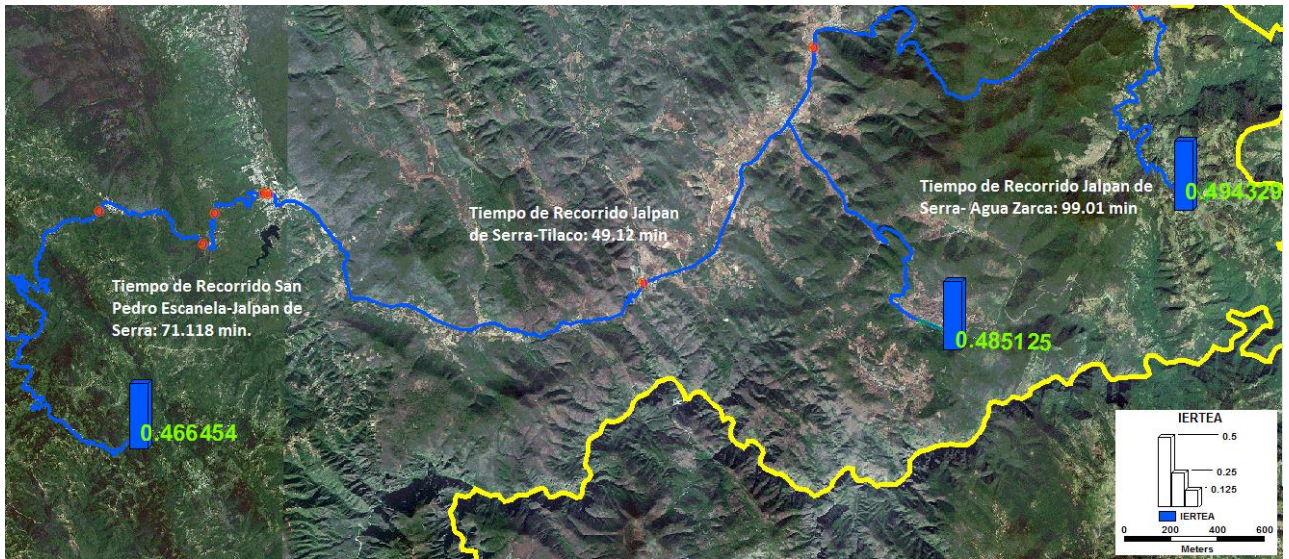 Tiempo de Recorrido Jalpan de
Serra- Agua Zarca: 99.01 min
0.494329
Tiempo de Recorrido Jalpan
de Serra-Tilaco: 49.12 min
Tiempo de Recorrido San
Pedro Escanela-Jalpan de
Serra: 71.118 min.
0.485125
0.466454
IERTEA
0.5
0.25
0.125
IERTEA
0 200 400 600
Meters